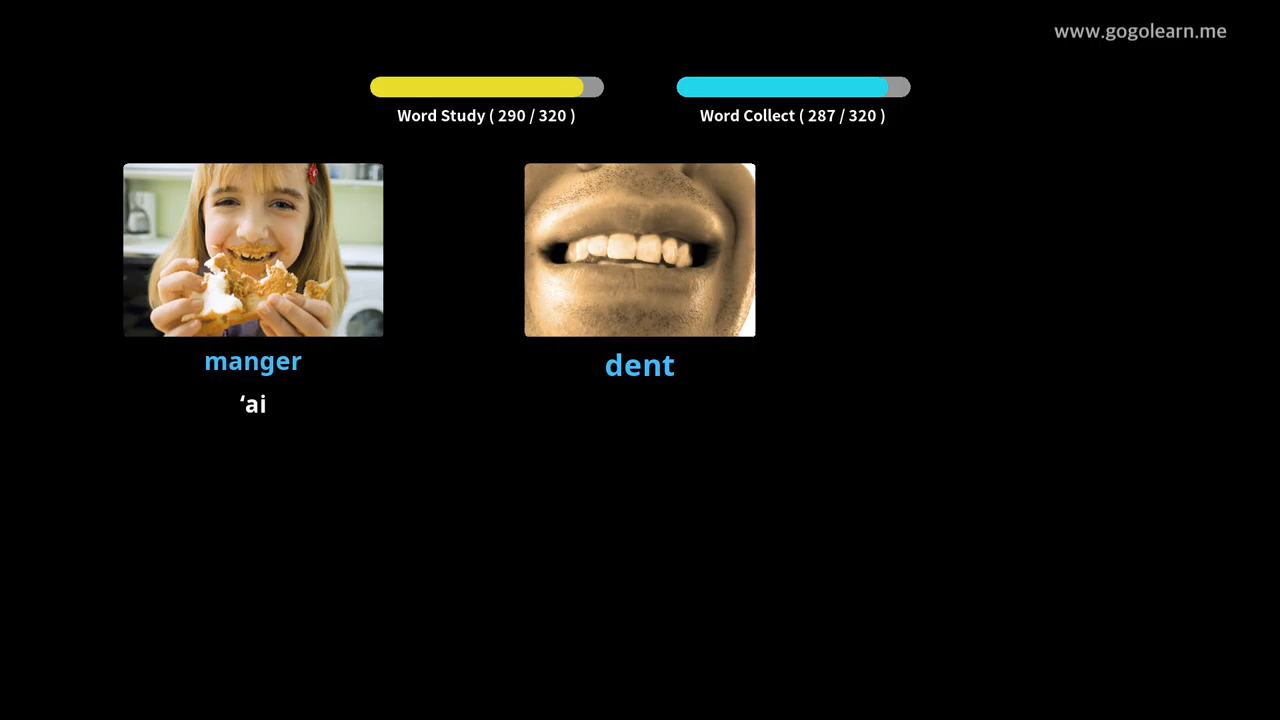 www.gogolearn.me
Word Study ( 290 / 320 )
Word Collect ( 287 / 320 )
manger
‘ai
dent